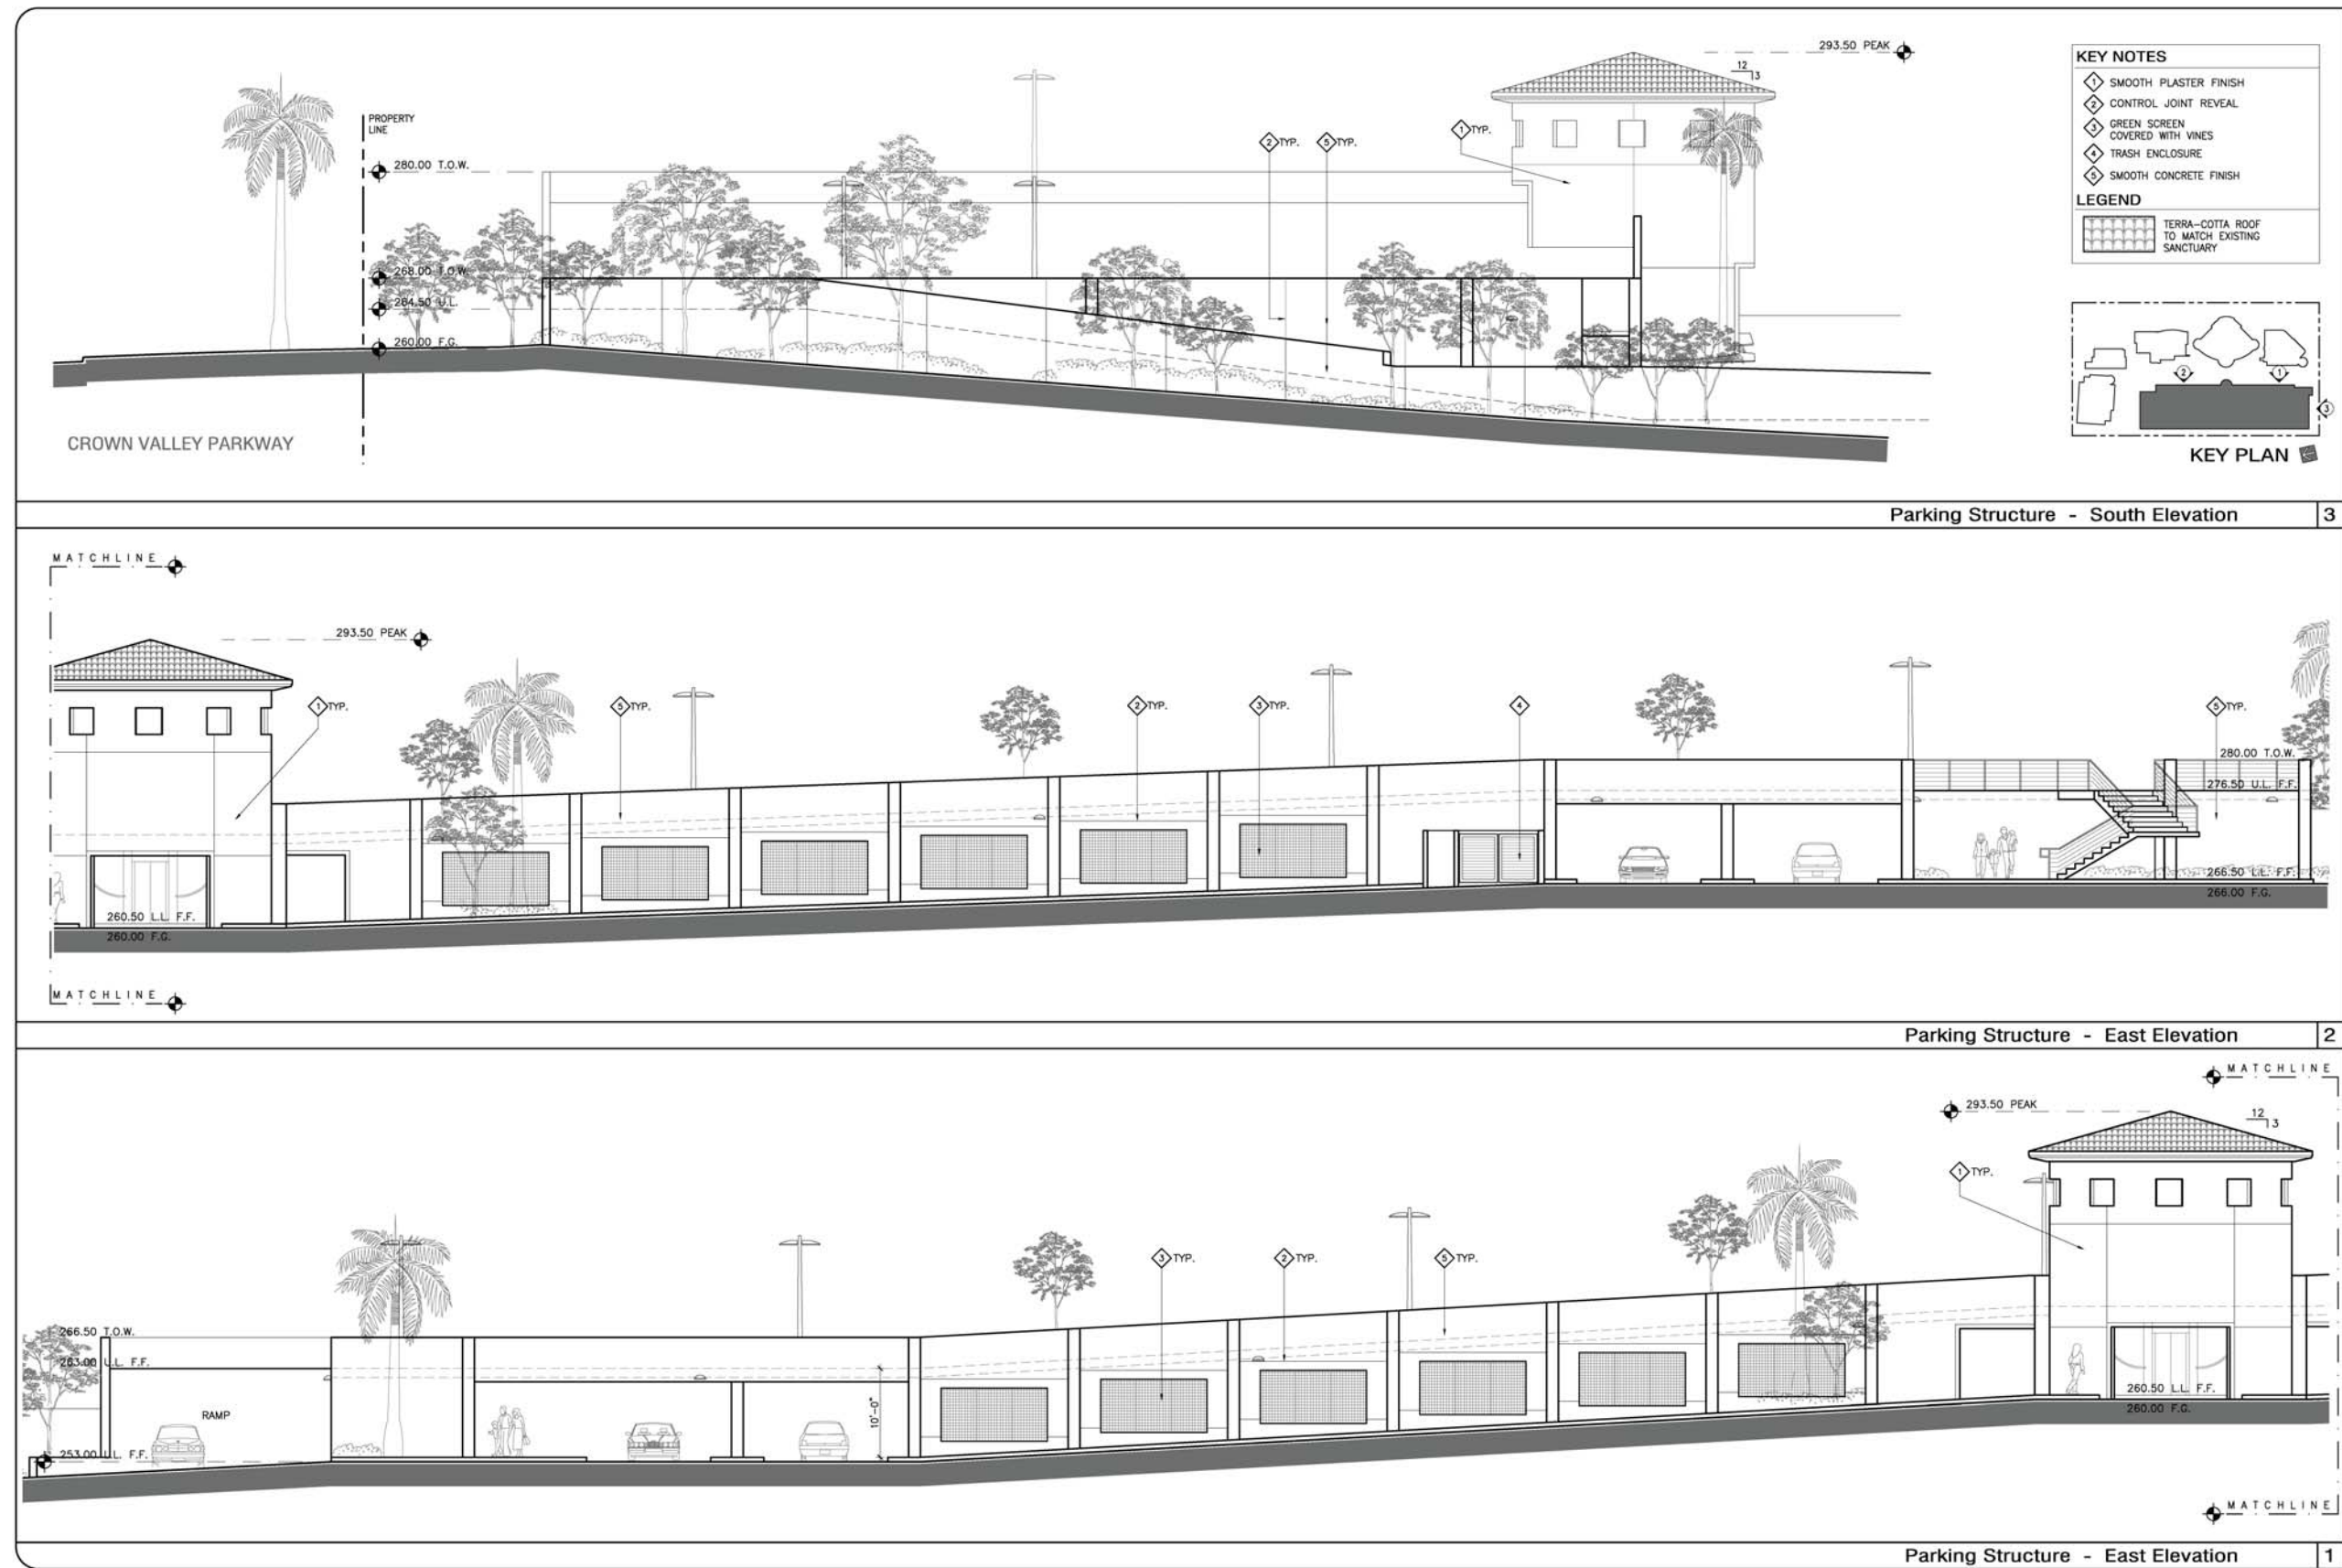 293.50 PEAK
12
3
PROPERTY
LINE
280.00 T.O.W.
2 TYP.
5 TYP.
1 TYP.
268.00 T.O.W.
264.50 U.L.
260.00 F.G.
CROWN VALLEY PARKWAY
KEY NOTES
1 SMOOTH PLASTER FINISH
2 CONTROL JOINT REVEAL
3 GREEN SCREEN
COVERED WITH VINES
4 TRASH ENCLOSURE
5 SMOOTH CONCRETE FINISH
LEGEND
TERRA-COTTA ROOF
TO MATCH EXISTING
SANCTUARY
2
1
3
KEY PLAN
Parking Structure - South Elevation 3
MATCHLINE
293.50 PEAK
1 TYP.
5 TYP.
2 TYP.
3 TYP.
4
5 TYP.
280.00 T.O.W.
276.50 U.L. F.F.
266.50 L.L. F.F.
266.00 F.G.
260.50 L.L. F.F.
260.00 F.G.
MATCHLINE
Parking Structure - East Elevation 2
MATCHLINE
293.50 PEAK
12
3
1 TYP.
3 TYP.
2 TYP.
5 TYP.
266.50 T.O.W.
263.00 U.L. F.F.
RAMP
10'-0"
253.00 L.L. F.F.
260.50 L.L. F.F.
260.00 F.G.
MATCHLINE
Parking Structure - East Elevation 1